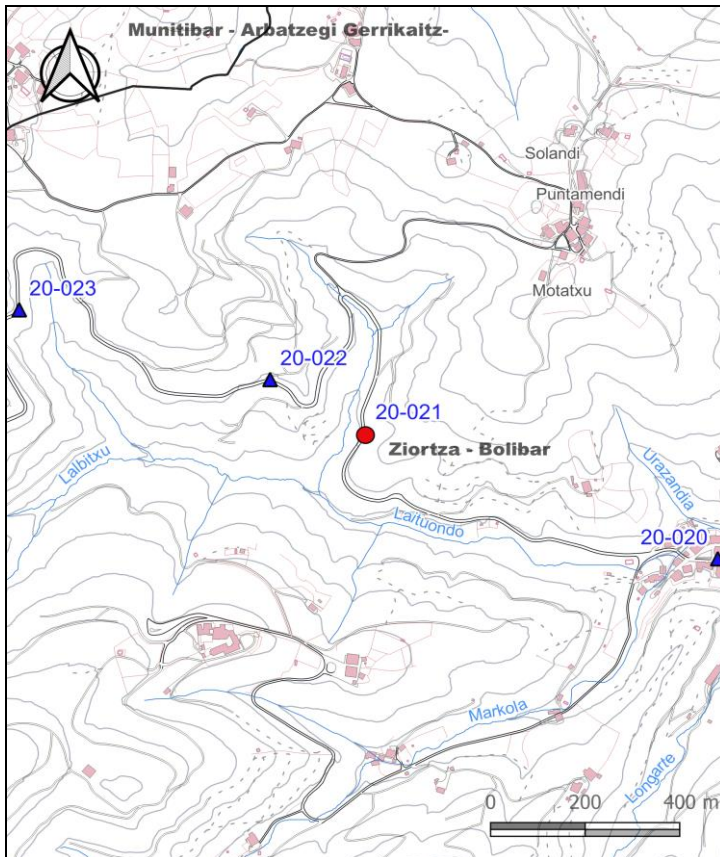 Munitibar - Arbatzegi Gerrikaitz-
Solandi
Puntamendi
Motatxu
20-023
20-022
20-021
Ziortza - Bolibar
Urazandia
Lalbitxu
Laituondo
20-020
Markola
Longarte
0 200 400 m